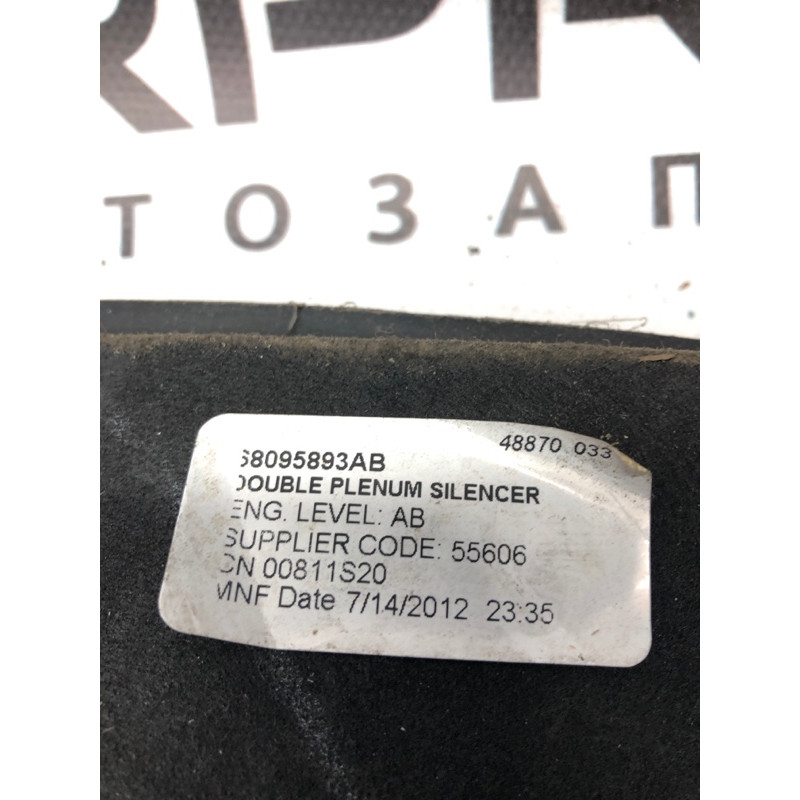 RPR
ТОЗАП
48870 033
68095893AB
DOUBLE PLENUM SILENCER
ENG. LEVEL: AB
SUPPLIER CODE: 55606
CN 00811S20
MNF Date 7/14/2012 23:35